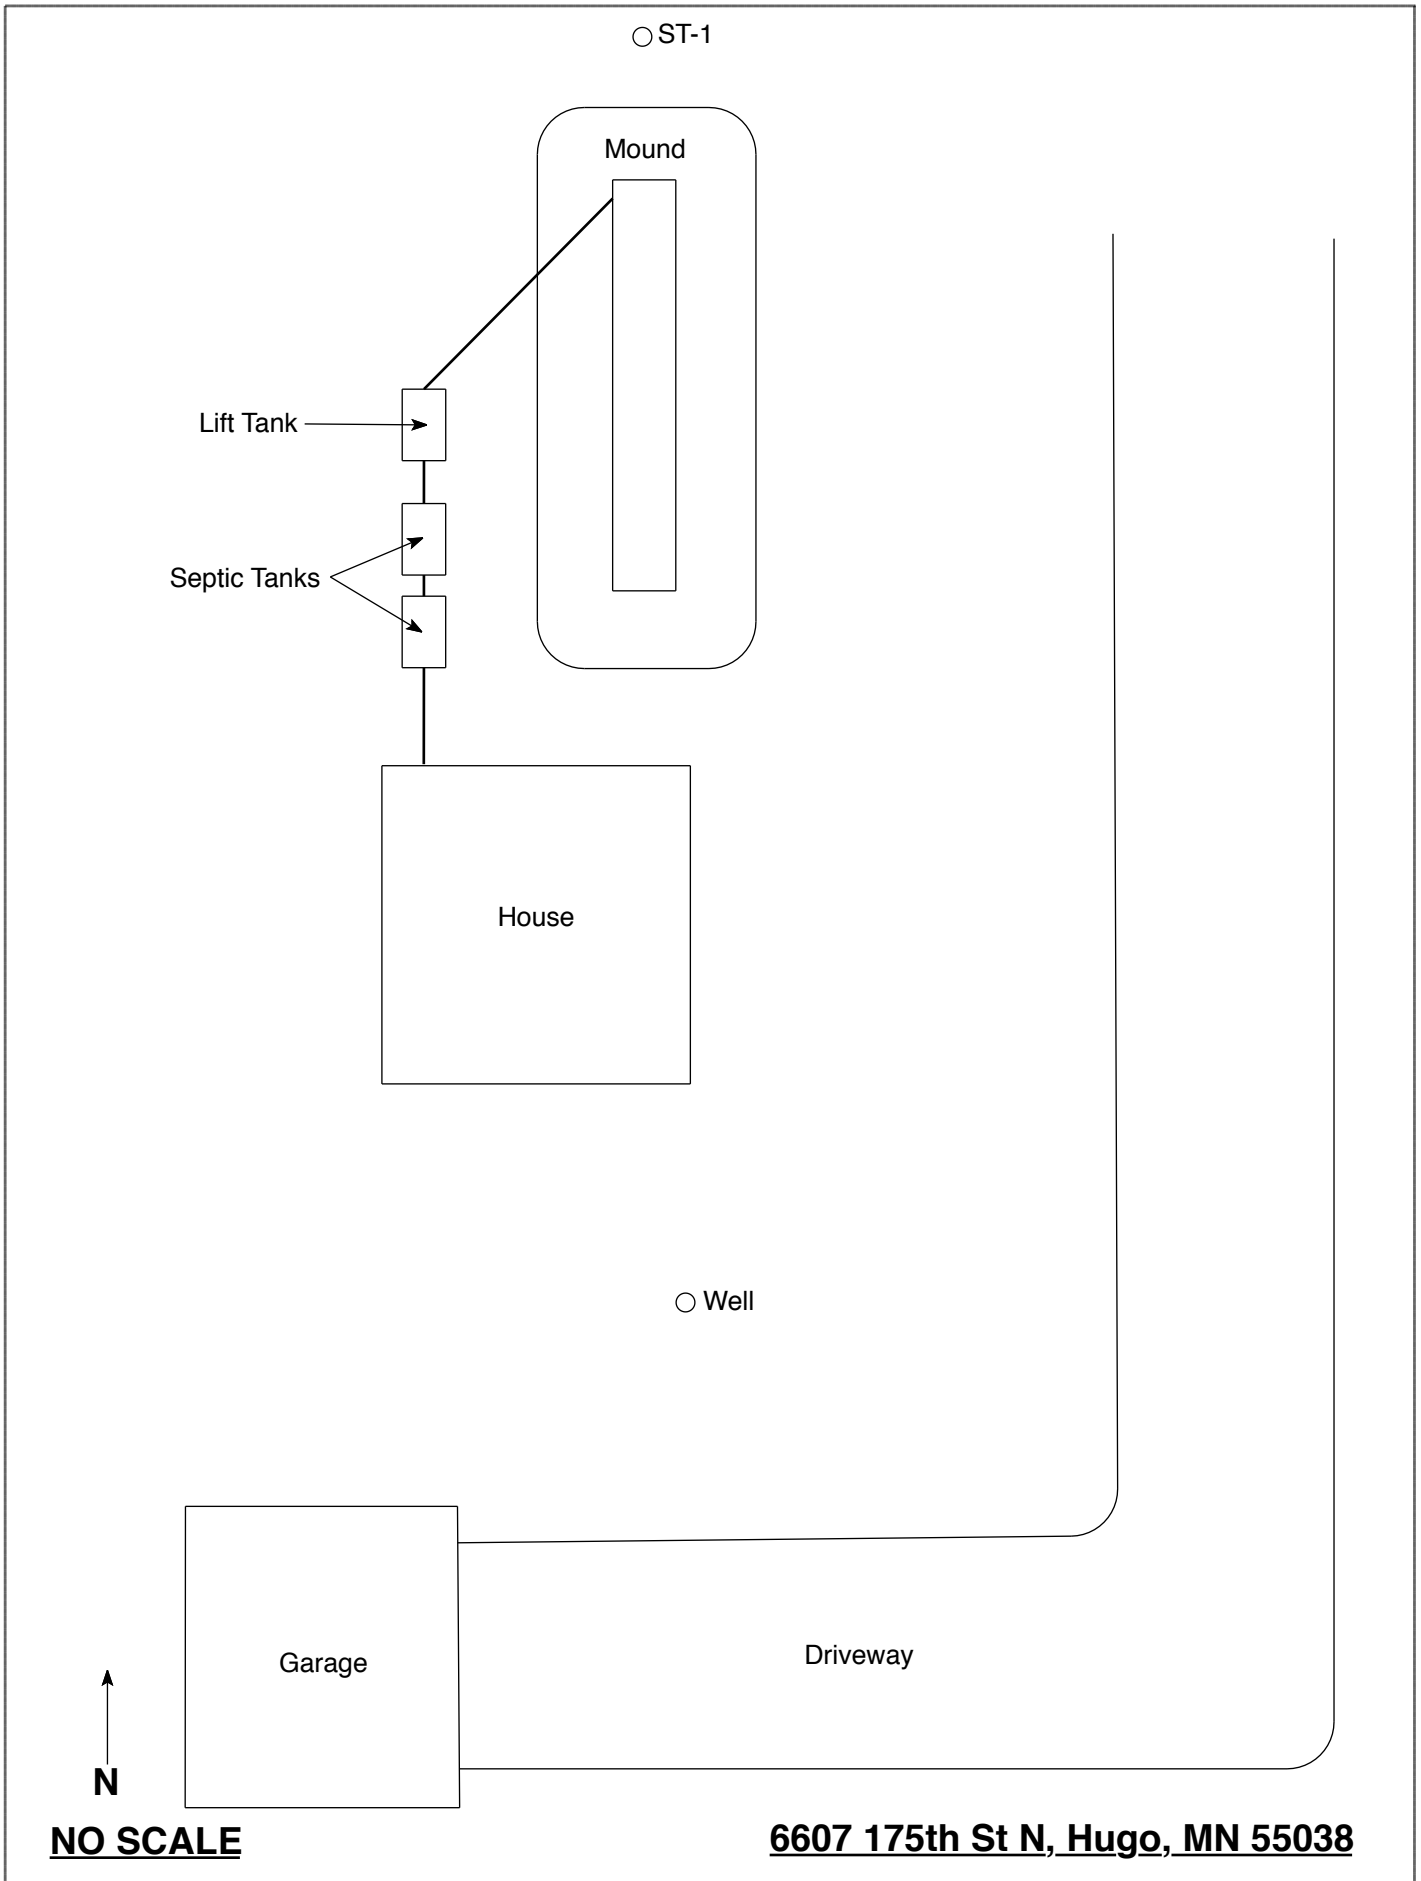 ST-1
Mound
Lift Tank
Septic Tanks
House
Well
Garage
Driveway
N
NO SCALE
6607 175th St N, Hugo, MN 55038